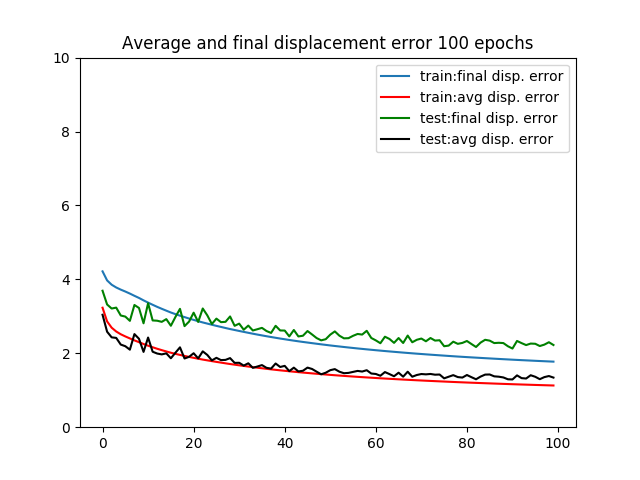 Average and final displacement error 100 epochs
10
8
6
4
2
0
train:final disp. error
train:avg disp. error
test:final disp. error
test:avg disp. error
0 20 40 60 80 100